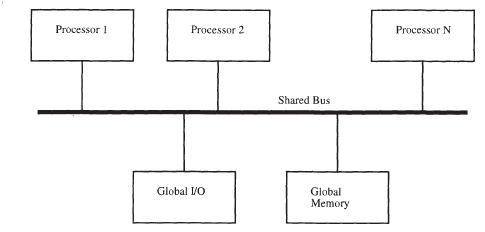 Processor 1
Processor 2
Processor N
Shared Bus
Global I/O
Global
Memory